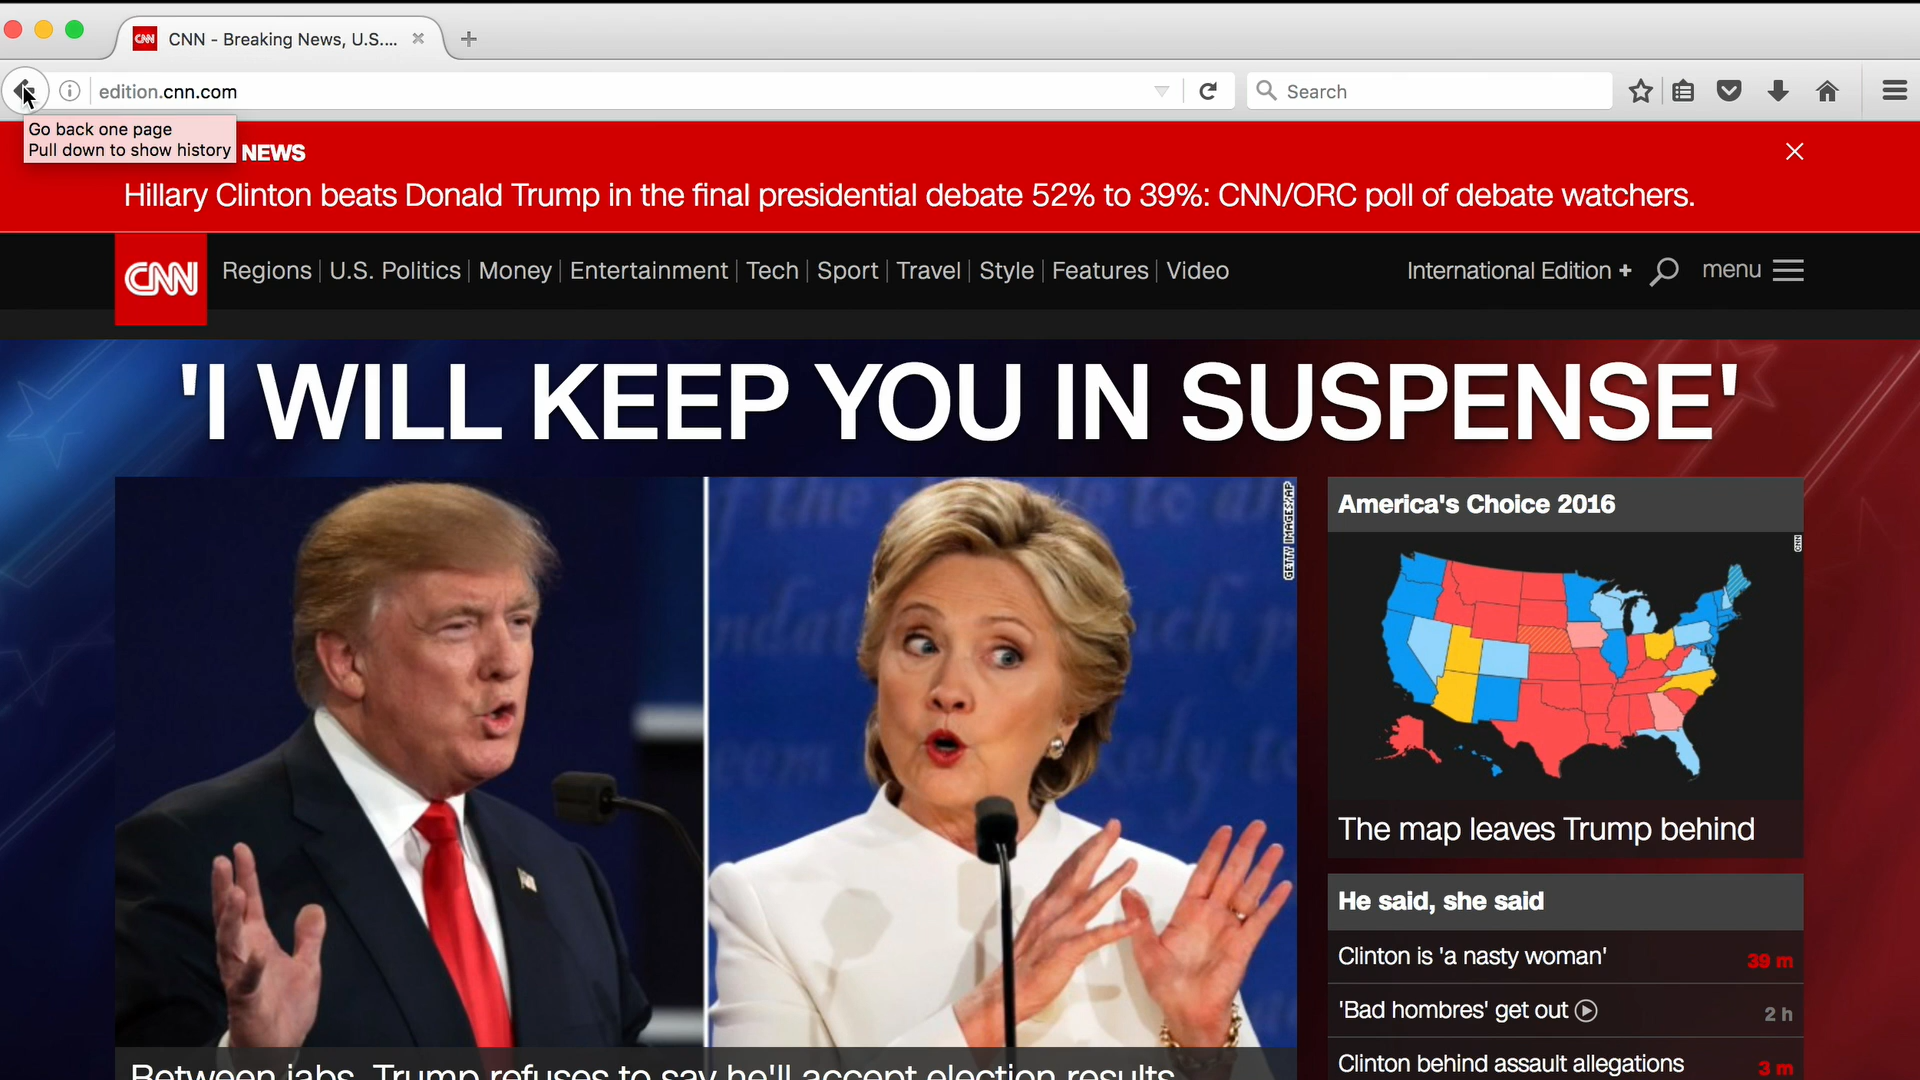 CNN
CNN - Breaking News, U.S....
edition.cnn.com
Search
Go back one page
Pull down to show history
NEWS
Hillary Clinton beats Donald Trump in the final presidential debate 52% to 39%: CNN/ORC poll of debate watchers.
CNN
Regions
U.S. Politics
Money
Entertainment
Tech
Sport
Travel
Style
Features
Video
International Edition +
menu
'I WILL KEEP YOU IN SUSPENSE'
GETTY IMAGES/AP
America's Choice 2016
CNN
The map leaves Trump behind
He said, she said
Clinton is 'a nasty woman'
39 m
'Bad hombres' get out
2 h
Clinton behind assault allegations
3 m
Between jabs, Trump refuses to say he'll accept election results